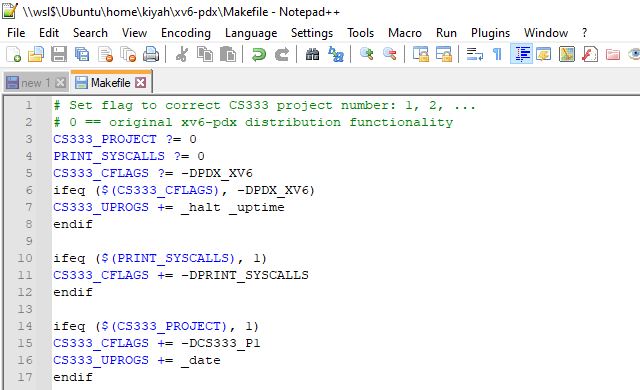 \\wsl$\Ubuntu\home\kiyah\xv6-pdx\Makefile - Notepad++
File Edit Search View Encoding Language Settings Tools Macro Run Plugins Window ?
new 1 Makefile
1 # Set flag to correct CS333 project number: 1, 2, ...
2 # 0 == original xv6-pdx distribution functionality
3 CS333_PROJECT ?= 0
4 PRINT_SYSCALLS ?= 0
5 CS333_CFLAGS ?= -DPDX_XV6
6 ifeq ($(CS333_CFLAGS), -DPDX_XV6)
7 CS333_UPROGS += _halt _uptime
8 endif
9
10 ifeq ($(PRINT_SYSCALLS), 1)
11 CS333_CFLAGS += -DPRINT_SYSCALLS
12 endif
13
14 ifeq ($(CS333_PROJECT), 1)
15 CS333_CFLAGS += -DCS333_P1
16 CS333_UPROGS += _date
17 endif